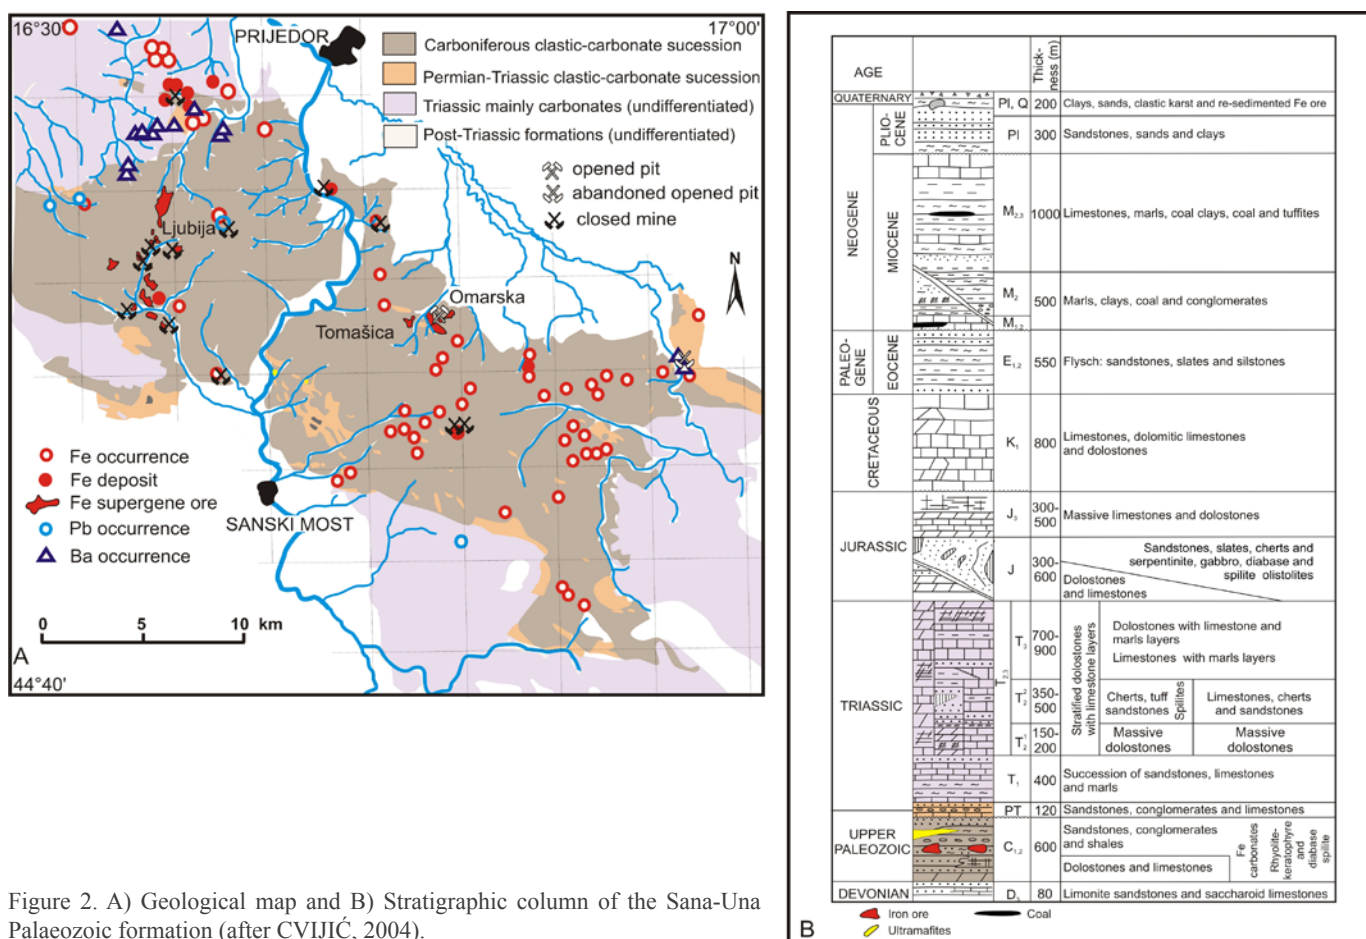 16°30'
17°00'
PRIJEDOR
Carboniferous clastic-carbonate sucession
Permian-Triassic clastic-carbonate sucession
Triassic mainly carbonates (undifferentiated)
Post-Triassic formations (undifferentiated)
opened pit
abandoned opened pit
closed mine
Ljubija
N
Omarska
Tomašica
Fe occurrence
Fe deposit
Fe supergene ore
Pb occurrence
Ba occurrence
SANSKI MOST
0 5 10 km
A
44°40'
Figure 2. A) Geological map and B) Stratigraphic column of the Sana-Una
Palaeozoic formation (after CVIJIĆ, 2004).
AGE
Thick-
ness (m)
QUATERNARY
Pl, Q
200
Clays, sands, clastic karst and re-sedimented Fe ore
NEOGENE
PLIO-
CENE
Pl
300
Sandstones, sands and clays
MIOCENE
M2,3
1000
Limestones, marls, coal clays, coal and tuffites
M2
500
Marls, clays, coal and conglomerates
M1,2
PALEO-
GENE
EOCENE
E1,2
550
Flysch: sandstones, slates and silstones
CRETACEOUS
K1
800
Limestones, dolomitic limestones
and dolostones
JURASSIC
J3
300-
500
Massive limestones and dolostones
J
300-
600
Sandstones, slates, cherts and
serpentinite, gabbro, diabase and
spilite olistolites
Dolostones
and limestones
TRIASSIC
T2,3
T3
700-
900
Stratified dolostones
with limestone layers
Dolostones with limestone and
marls layers
Limestones with marls layers
T2 2
350-
500
Cherts, tuff
sandstones
Spilites
Limestones, cherts
and sandstones
T2 1
150-
200
Massive
dolostones
Massive
dolostones
T1
400
Succession of sandstones, limestones
and marls
PT
120
Sandstones, conglomerates and limestones
UPPER
PALEOZOIC
C1,2
600
Sandstones, conglomerates
and shales
Dolostones and limestones
Fe
carbonates
Rhyolite-
keratophyre
and
diabase
spilite
DEVONIAN
D3
80
Limonite sandstones and saccharoid limestones
Iron ore
Coal
Ultramafites
B